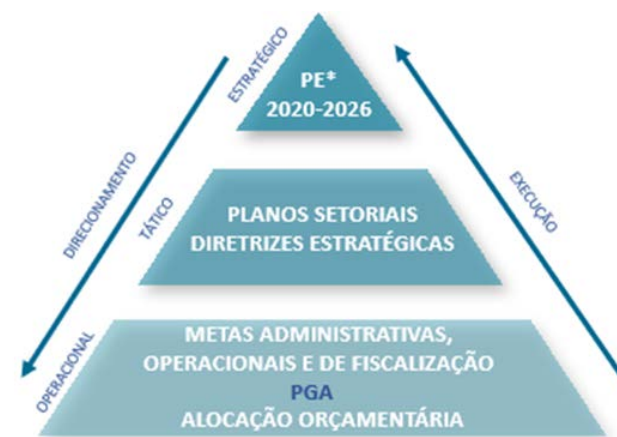 ESTRATÉGICO
PE*
2020-2026
DIRECIONAMENTO
TÁTICO
PLANOS SETORIAIS
DIRETRIZES ESTRATÉGICAS
EXECUÇÃO
OPERACIONAL
METAS ADMINISTRATIVAS,
OPERACIONAIS E DE FISCALIZAÇÃO
PGA
ALOCAÇÃO ORÇAMENTÁRIA